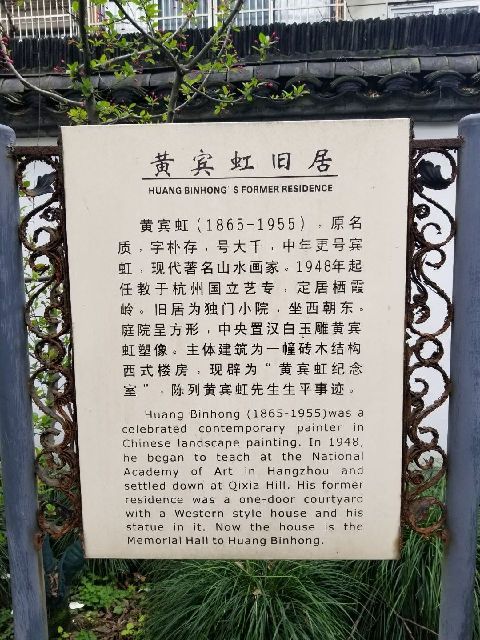 黄宾虹旧居
HUANG BINHONG'S FORMER RESIDENCE
黄宾虹(1865-1955)，原名
质，字朴存，号大千，中年更号宾
虹，现代著名山水画家。1948年起
任教于杭州国立艺专，定居栖霞
岭。旧居为独门小院，坐西朝东。
庭院呈方形，中央置汉白玉雕黄宾
虹塑像。主体建筑为一幢砖木结构
西式楼房，现辟为“黄宾虹纪念
室”，陈列黄宾虹先生生平事迹。
Huang Binhong (1865-1955)was a
celebrated contemporary painter in
Chinese landscape painting. In 1948,
he began to teach at the National
Academy of Art in Hangzhou and
settled down at Qixia Hill. His former
residence was a one-door courtyard
with a Western style house and his
statue in it. Now the house is the
Memorial Hall to Huang Binhong.